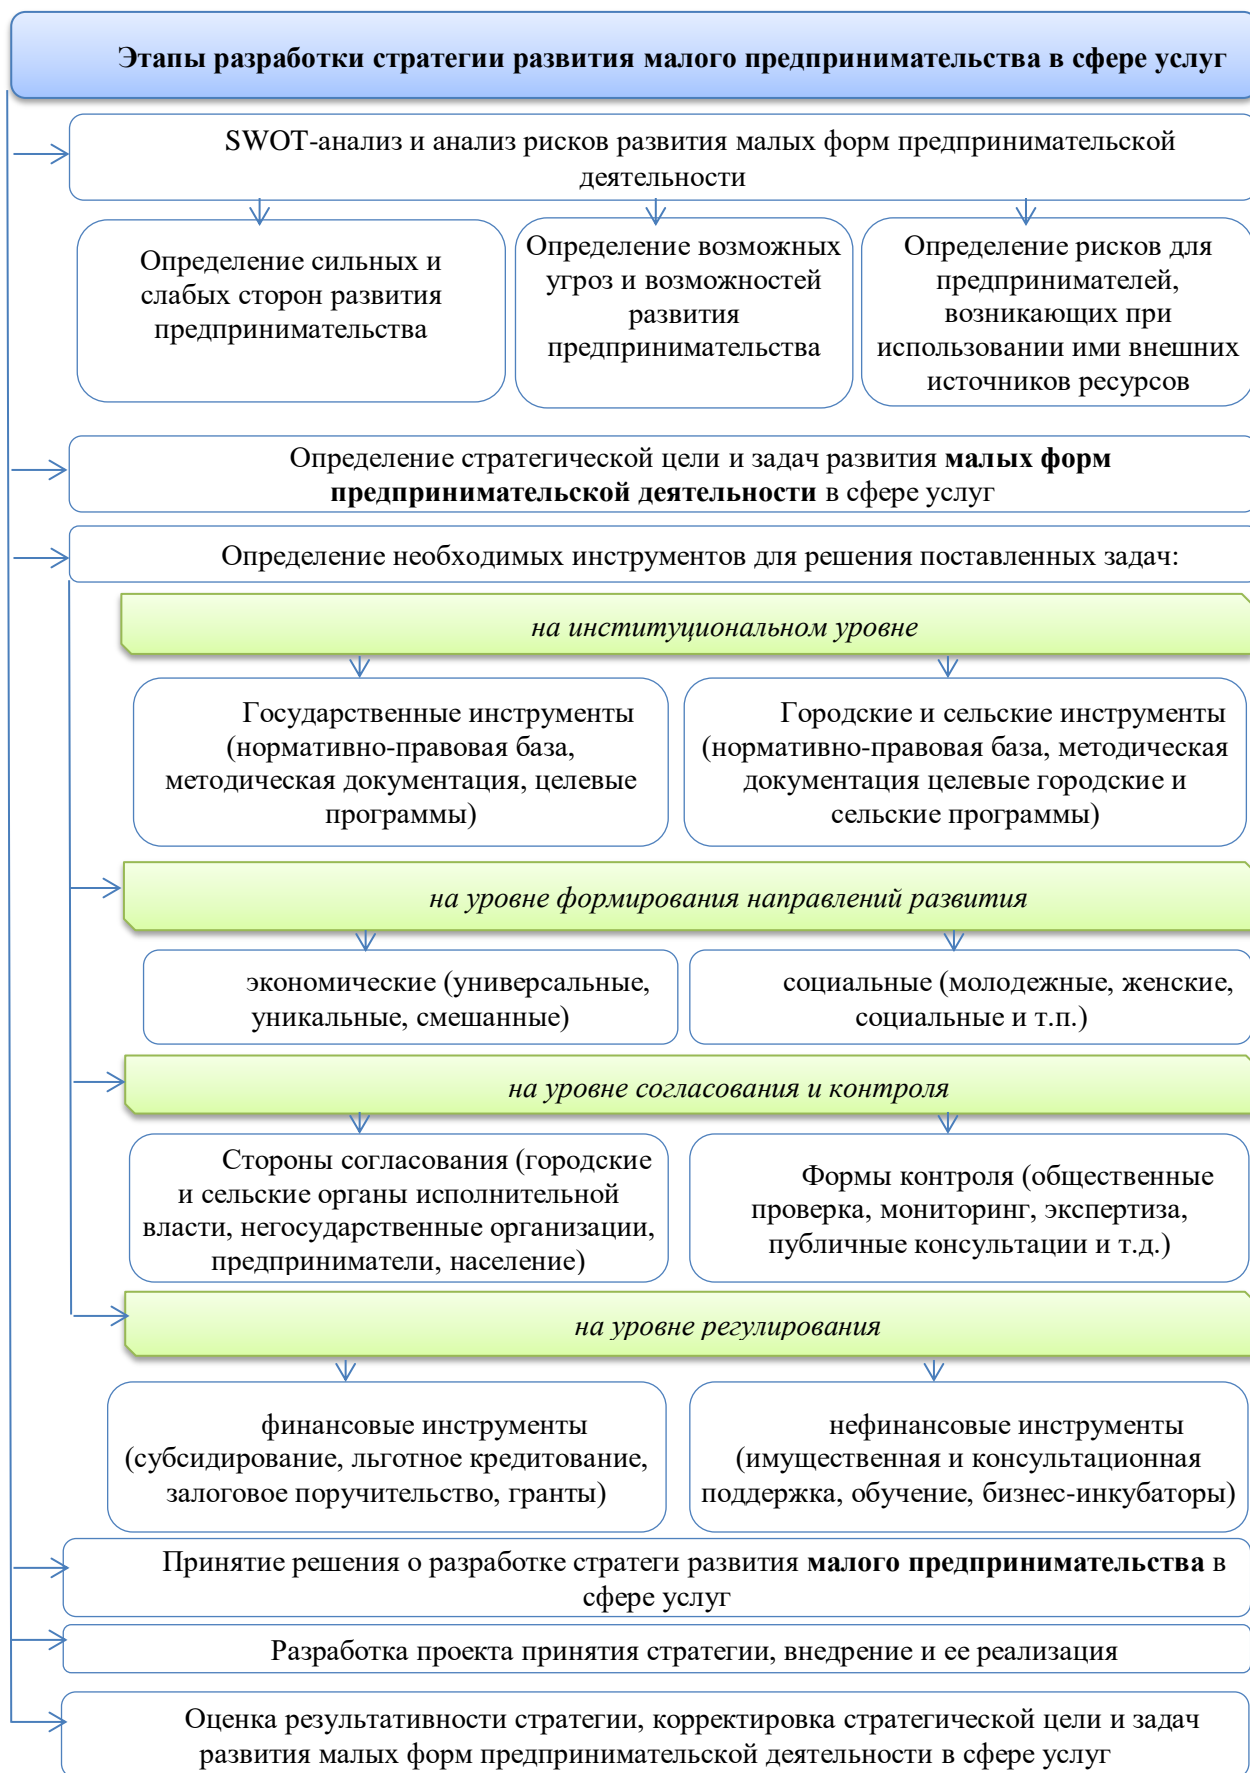 Этапы разработки стратегии развития малого предпринимательства в сфере услуг
SWOT-анализ и анализ рисков развития малых форм предпринимательской
деятельности
Определение сильных и
слабых сторон развития
предпринимательства
Определение возможных
угроз и возможностей
развития
предпринимательства
Определение рисков для
предпринимателей,
возникающих при
использовании ими внешних
источников ресурсов
Определение стратегической цели и задач развития малых форм
предпринимательской деятельности в сфере услуг
Определение необходимых инструментов для решения поставленных задач:
на институциональном уровне
Государственные инструменты
(нормативно-правовая база,
методическая документация, целевые
программы)
Городские и сельские инструменты
(нормативно-правовая база, методическая
документация целевые городские и
сельские программы)
на уровне формирования направлений развития
экономические (универсальные,
уникальные, смешанные)
социальные (молодежные, женские,
социальные и т.п.)
на уровне согласования и контроля
Стороны согласования (городские
и сельские органы исполнительной
власти, негосударственные организации,
предприниматели, население)
Формы контроля (общественные
проверка, мониторинг, экспертиза,
публичные консультации и т.д.)
на уровне регулирования
финансовые инструменты
(субсидирование, льготное кредитование,
залоговое поручительство, гранты)
нефинансовые инструменты
(имущественная и консультационная
поддержка, обучение, бизнес-инкубаторы)
Принятие решения о разработке стратеги развития малого предпринимательства в
сфере услуг
Разработка проекта принятия стратегии, внедрение и ее реализация
Оценка результативности стратегии, корректировка стратегической цели и задач
развития малых форм предпринимательской деятельности в сфере услуг